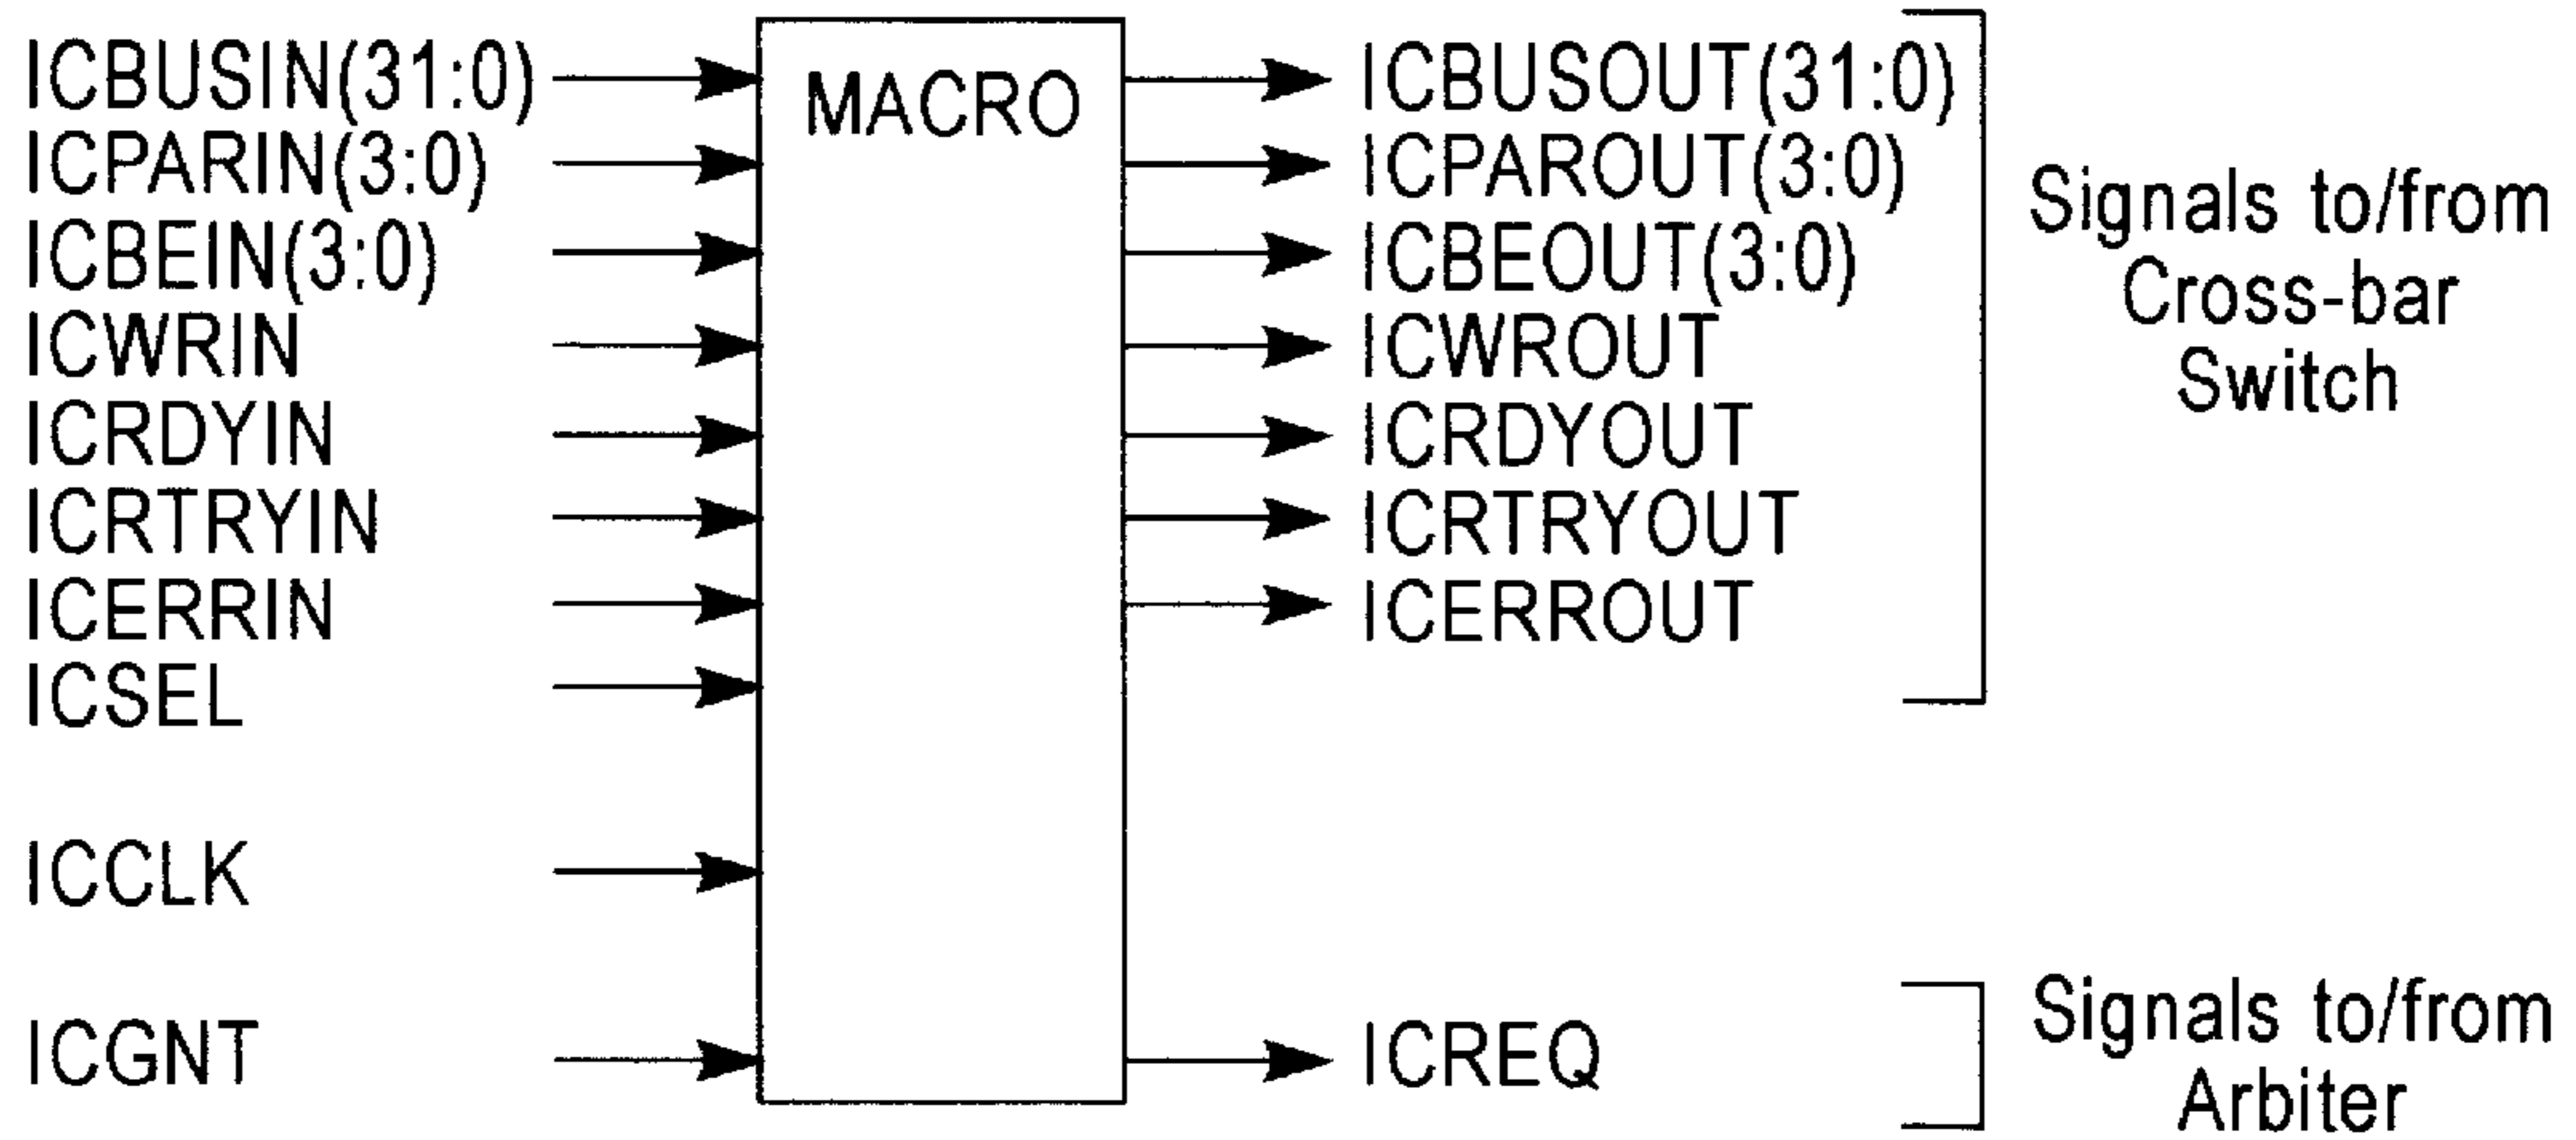 ICBUSIN(31:0)
ICPARIN(3:0)
ICBEIN(3:0)
ICWRIN
ICRDYIN
ICRTRYIN
ICERRIN
ICSEL
ICCLK
ICGNT
MACRO
ICBUSOUT(31:0)
ICPAROUT(3:0)
ICBEOUT(3:0)
ICWROUT
ICRDYOUT
ICRTRYOUT
ICERROUT
ICREQ
Signals to/from
Cross-bar
Switch
Signals to/from
Arbiter